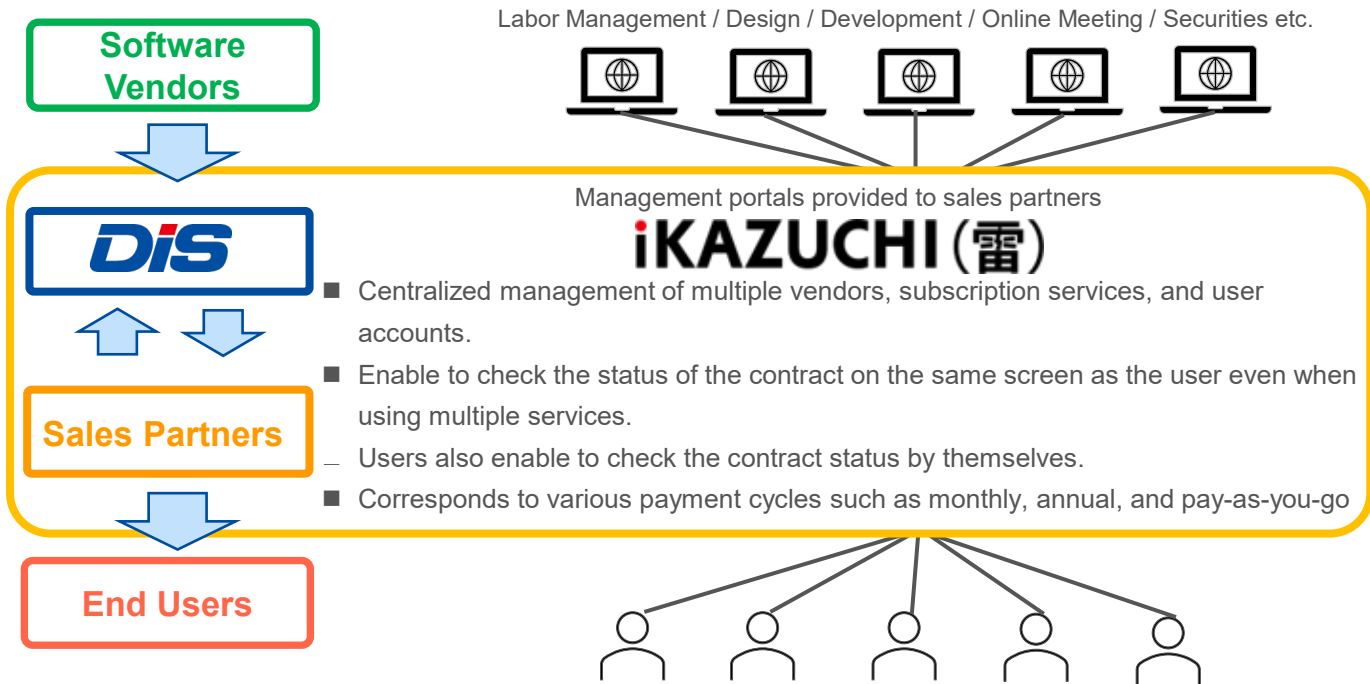 Labor Management / Design / Development / Online Meeting / Securities etc.
Software
Vendors
Management portals provided to sales partners
DiS
iKAZUCHI(雷)
■ Centralized management of multiple vendors, subscription services, and user
accounts.
■ Enable to check the status of the contract on the same screen as the user even when
using multiple services.
Sales Partners
_ Users also enable to check the contract status by themselves.
■ Corresponds to various payment cycles such as monthly, annual, and pay-as-you-go
End Users